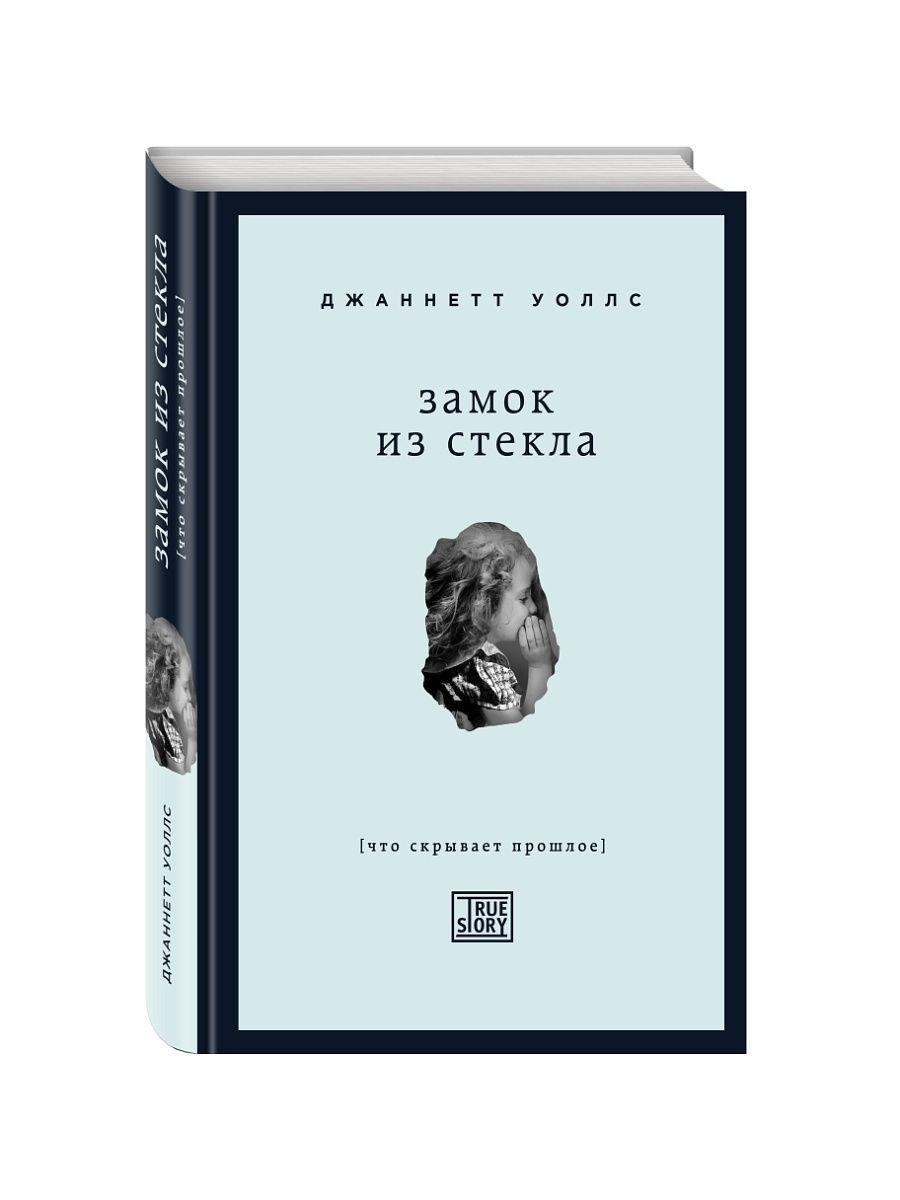 ДЖАННЕТТ УОЛЛС
замок
из стекла
[что скрывает прошлое]
TRUE
STORY
замок из стекла
[что скрывает прошлое]
ДЖАННЕТТ УОЛЛС